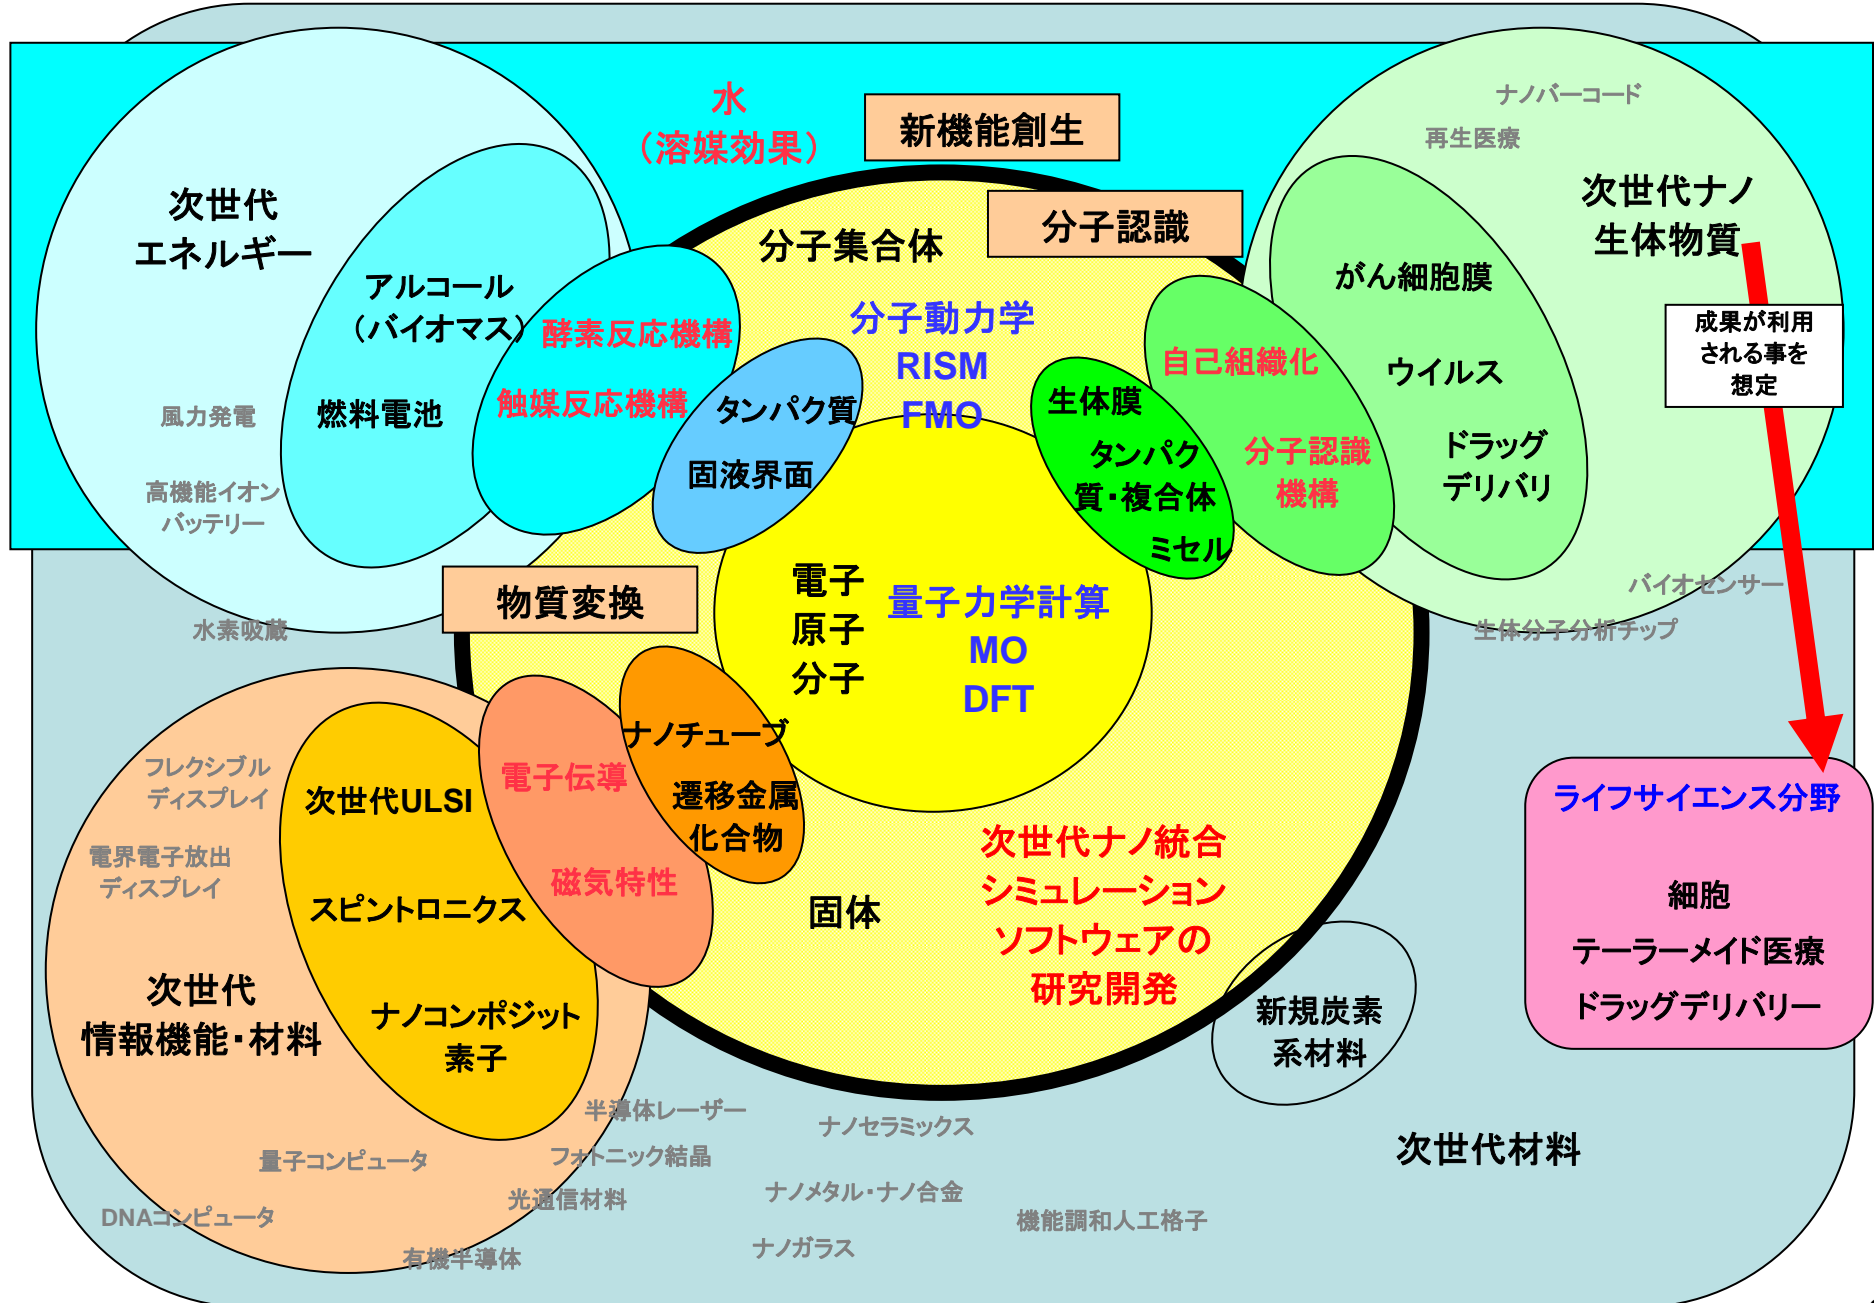 水
（溶媒効果）
新機能創生
分子認識
物質変換
次世代
エネルギー
アルコール
（バイオマス）
燃料電池
風力発電
高機能イオン
バッテリー
水素吸蔵
酵素反応機構
触媒反応機構
タンパク質
固液界面
分子集合体
分子動力学
RISM
FMO
電子
原子
分子
量子力学計算
MO
DFT
生体膜
タンパク
質・複合体
ミセル
自己組織化
分子認識
機構
ナノバーコード
再生医療
次世代ナノ
生体物質
がん細胞膜
ウイルス
ドラッグ
デリバリ
成果が利用
される事を
想定
バイオセンサー
生体分子分析チップ
ライフサイエンス分野
細胞
テーラーメイド医療
ドラッグデリバリー
フレクシブル
ディスプレイ
電界電子放出
ディスプレイ
次世代
情報機能・材料
次世代ULSI
スピントロニクス
ナノコンポジット
素子
電子伝導
磁気特性
ナノチューブ
遷移金属
化合物
固体
次世代ナノ統合
シミュレーション
ソフトウェアの
研究開発
新規炭素
系材料
次世代材料
量子コンピュータ
DNAコンピュータ
有機半導体
半導体レーザー
フォトニック結晶
光通信材料
ナノセラミックス
ナノメタル・ナノ合金
ナノガラス
機能調和人工格子